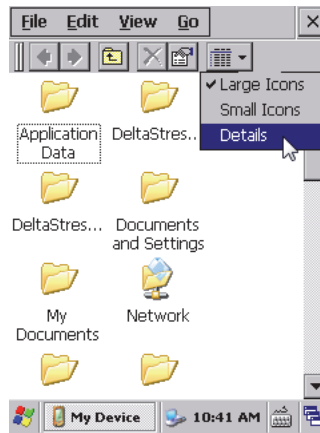 File Edit View Go
Large Icons
Small Icons
Details
Application
Data
DeltaStres...
DeltaStres...
Documents
and Settings
My
Documents
Network
My Device
10:41 AM